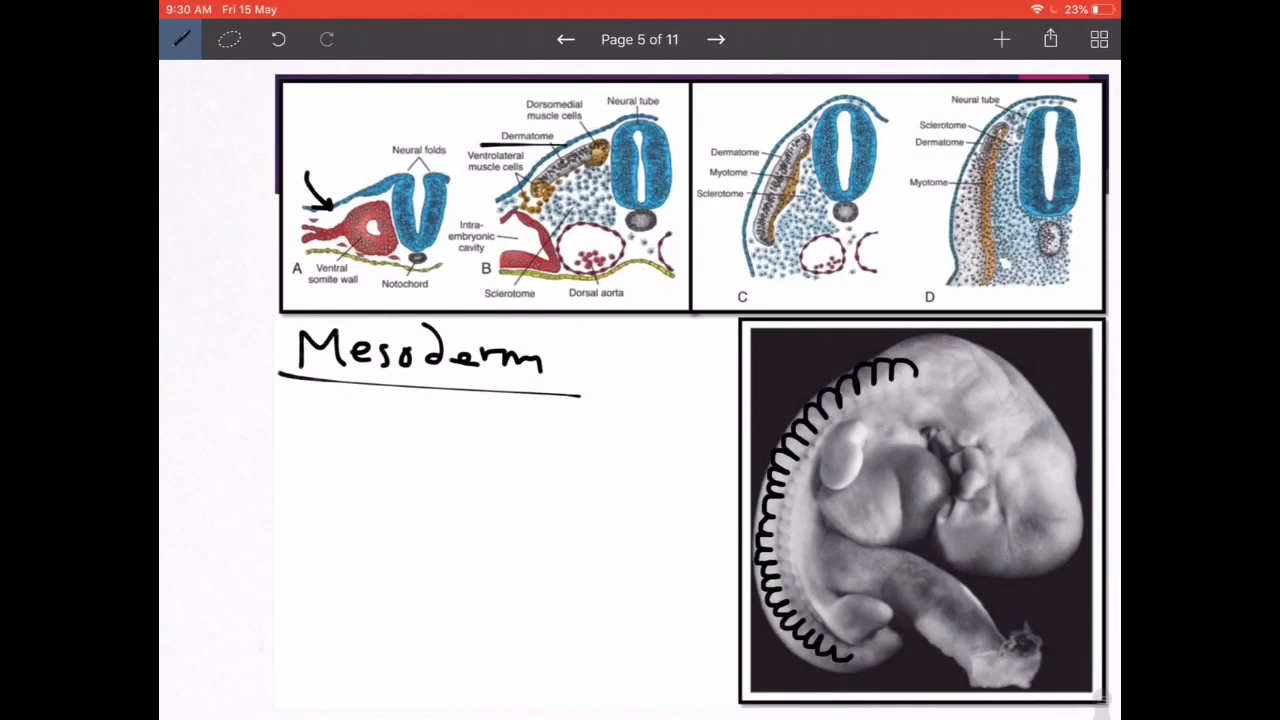 9:30 AM Fri 15 May
23%
Page 5 of 11
Neural folds
A
Ventral
somite wall
Notochord
Dorsomedial
muscle cells
Neural tube
Dermatome
Ventrolateral
muscle cells
Intra-
embryonic
cavity
B
Sclerotome
Dorsal aorta
Dermatome
Myotome
Sclerotome
C
Neural tube
Sclerotome
Dermatome
Myotome
D
Mesoderm